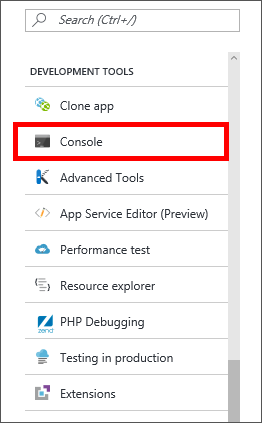 Search (Ctrl+/)
DEVELOPMENT TOOLS
Clone app
Console
Advanced Tools
App Service Editor (Preview)
Performance test
Resource explorer
zend PHP Debugging
Testing in production
Extensions